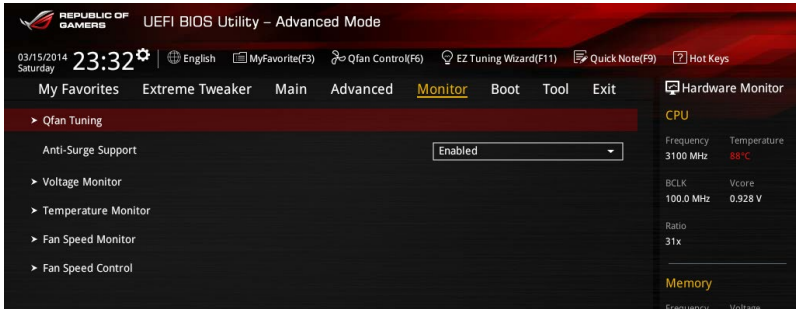 REPUBLIC OF
GAMERS
UEFI BIOS Utility – Advanced Mode
03/15/2014
Saturday
23:32
English
MyFavorite(F3)
Qfan Control(F6)
EZ Tuning Wizard(F11)
Quick Note(F9)
? Hot Keys
My Favorites
Extreme Tweaker
Main
Advanced
Monitor
Boot
Tool
Exit
Hardware Monitor
> Qfan Tuning
Anti-Surge Support
Enabled
> Voltage Monitor
> Temperature Monitor
> Fan Speed Monitor
> Fan Speed Control
CPU
Frequency Temperature
3100 MHz 88°C
BCLK Vcore
100.0 MHz 0.928 V
Ratio
31x
Memory
Frequency Voltage